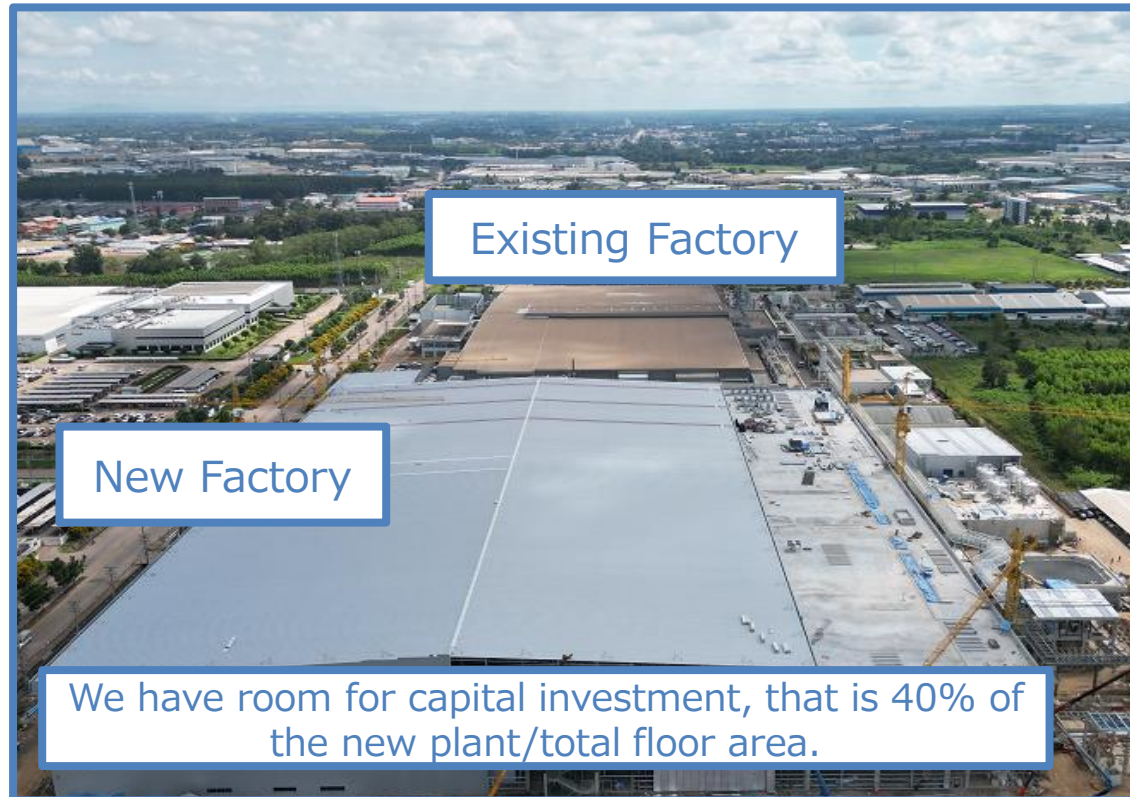 Existing Factory
New Factory
We have room for capital investment, that is 40% of
the new plant/total floor area.